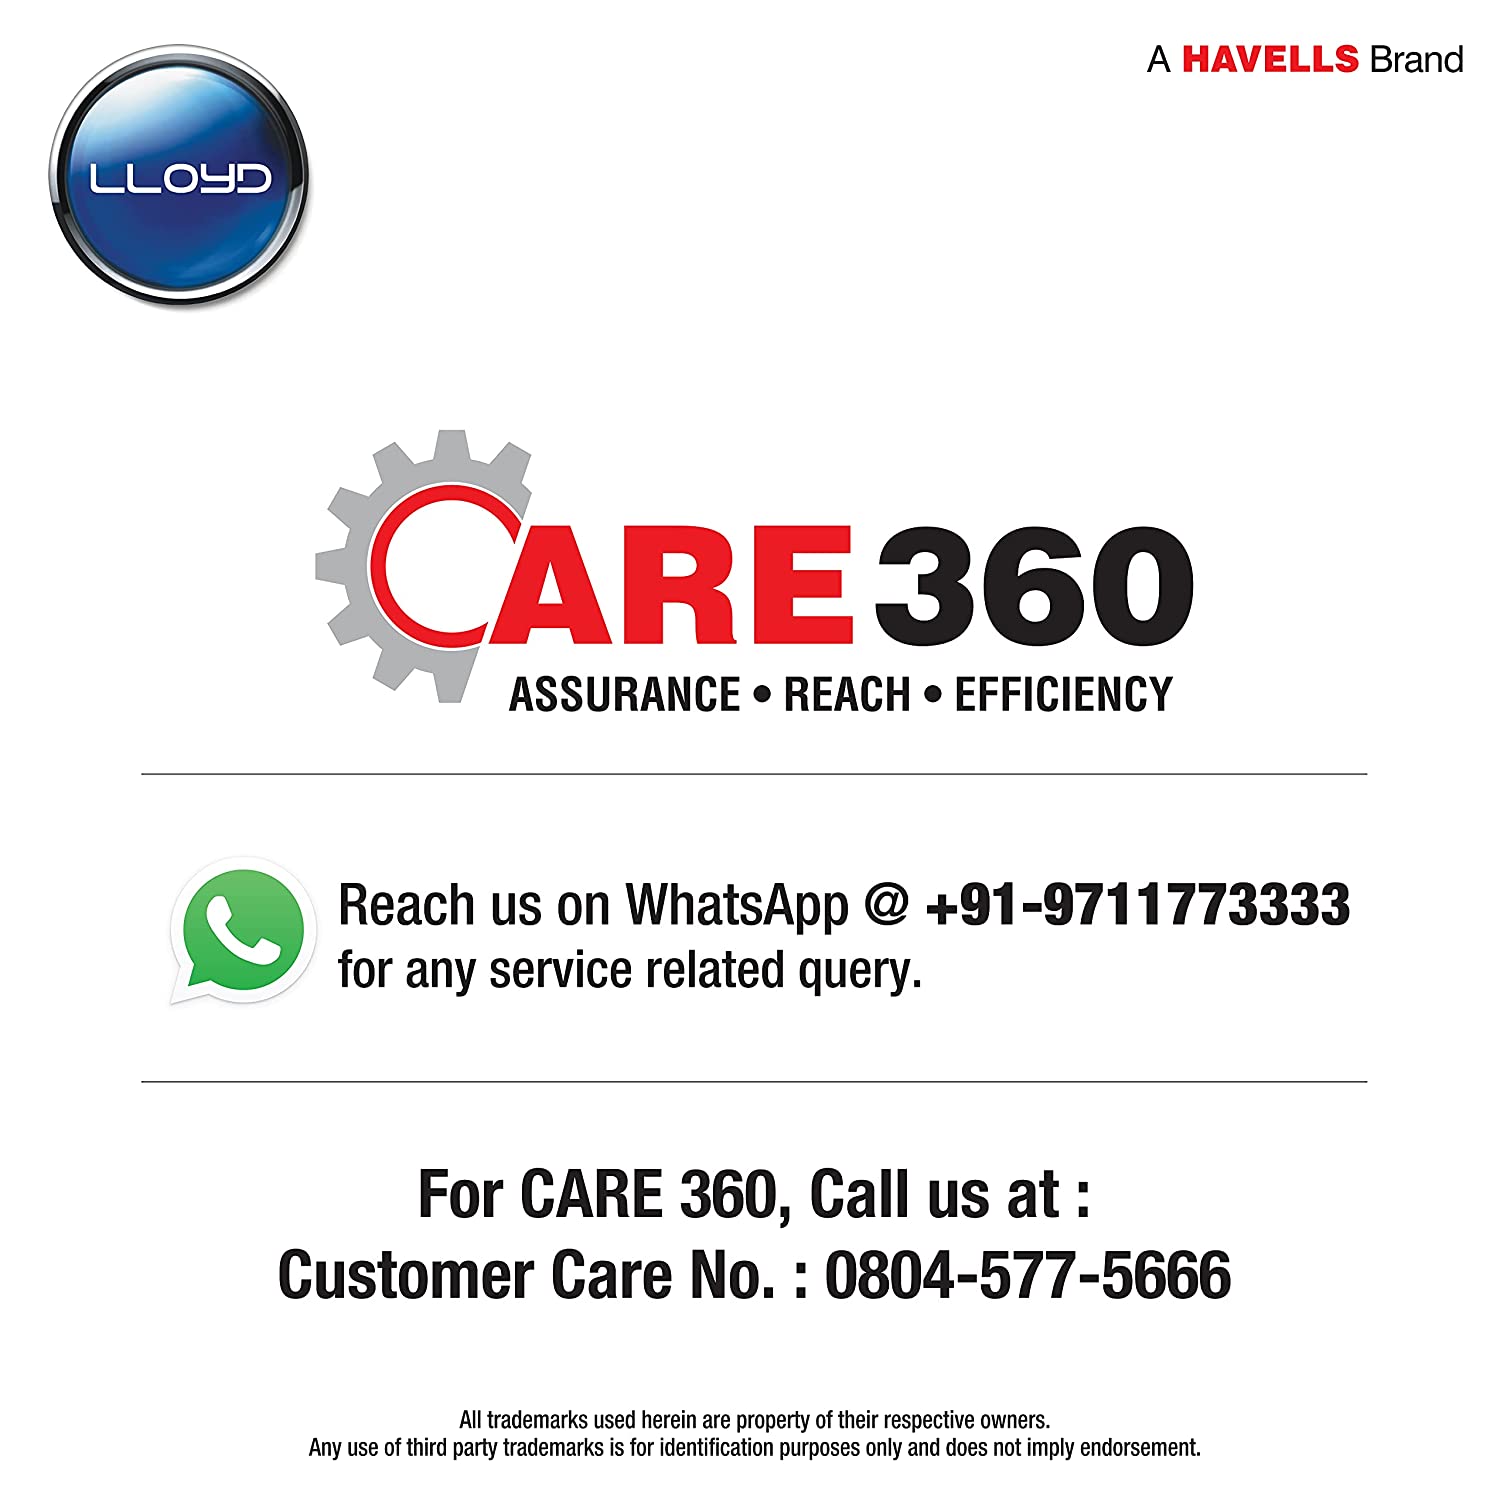 LLOYD
A HAVELLS Brand
CARE 360
ASSURANCE • REACH • EFFICIENCY
Reach us on WhatsApp @ +91-9711773333
for any service related query.
For CARE 360, Call us at :
Customer Care No. : 0804-577-5666
All trademarks used herein are property of their respective owners.
Any use of third party trademarks is for identification purposes only and does not imply endorsement.